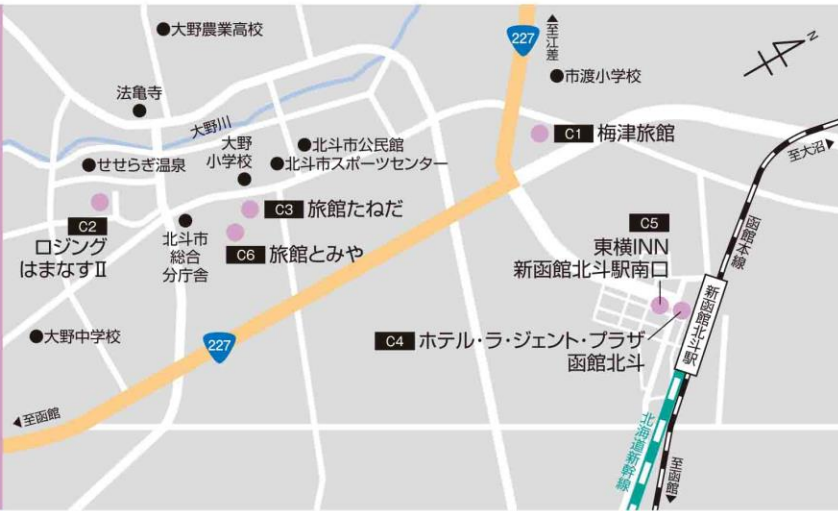 ●大野農業高校
227
▲至江差
N
●市渡小学校
法亀寺
大野川
大野
小学校
●北斗市公民館
●北斗市スポーツセンター
C1 梅津旅館
至大沼▶
●せせらぎ温泉
C2
ロジング
はまなすⅡ
北斗市
総合
分庁舎
C3 旅館たねだ
C6 旅館とみや
C5
東横INN
新函館北斗駅南口
函館本線
新函館北斗駅
●大野中学校
227
C4 ホテル・ラ・ジェント・プラザ
函館北斗
◀至函館
北海道新幹線
至函館▶